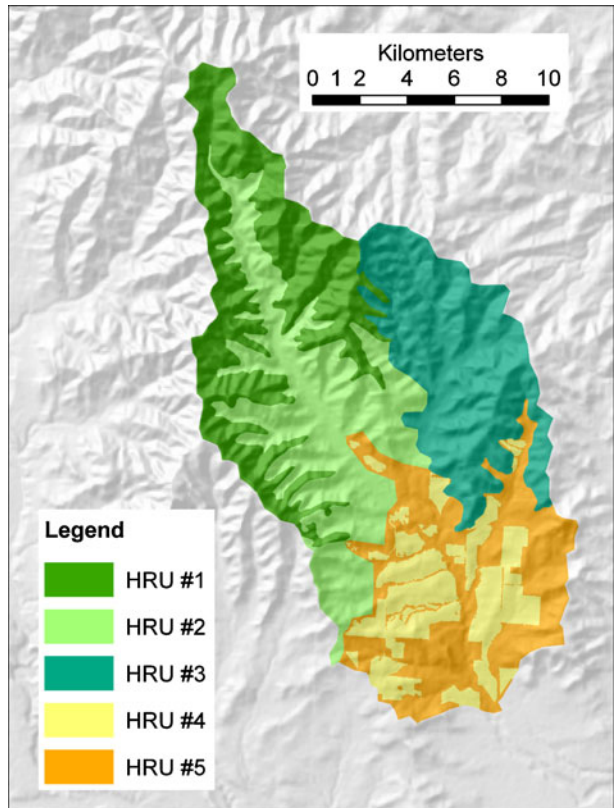 Kilometers
0 1 2 4 6 8 10
Legend
HRU #1
HRU #2
HRU #3
HRU #4
HRU #5